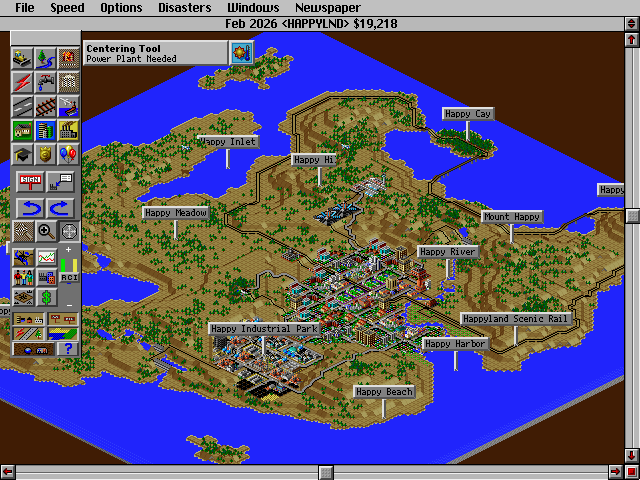 File Speed Options Disasters Windows Newspaper
Feb 2026 <HAPPYLND> $19,218
Centering Tool
Power Plant Needed
Happy Cay
Happy Inlet
Happy Hi
Happy
Happy Meadow
Mount Happy
Happy River
SIGN
RCI
Happyland Scenic Rail
Happy Industrial Park
Happy Harbor
Happy Beach
?